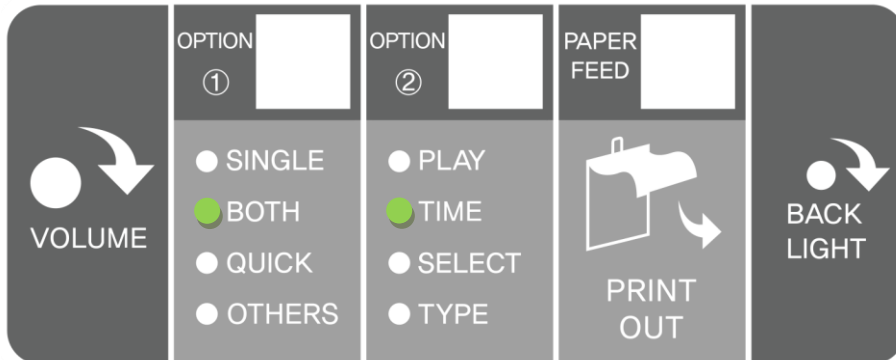 VOLUME
OPTION
①
SINGLE
BOTH
QUICK
OTHERS
OPTION
②
PLAY
TIME
SELECT
TYPE
PAPER
FEED
PRINT
OUT
BACK
LIGHT